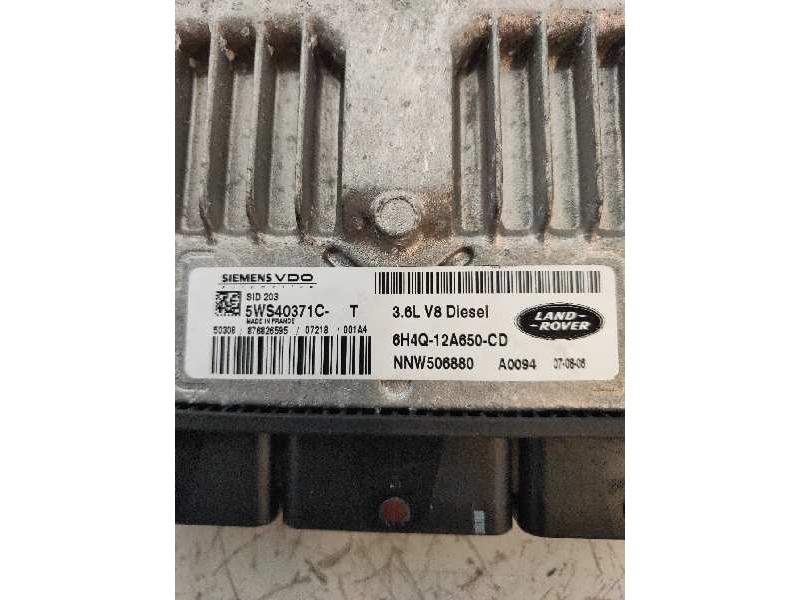 SIEMENS VDO
automotive
SID 203
5WS40371C- T
MADE IN FRANCE
50308 / 876826595 / 07218 001A4
3.6L V8 Diesel
6H4Q-12A650-CD
NNW506880 A0094 07-08-06
LAND-
-ROVER